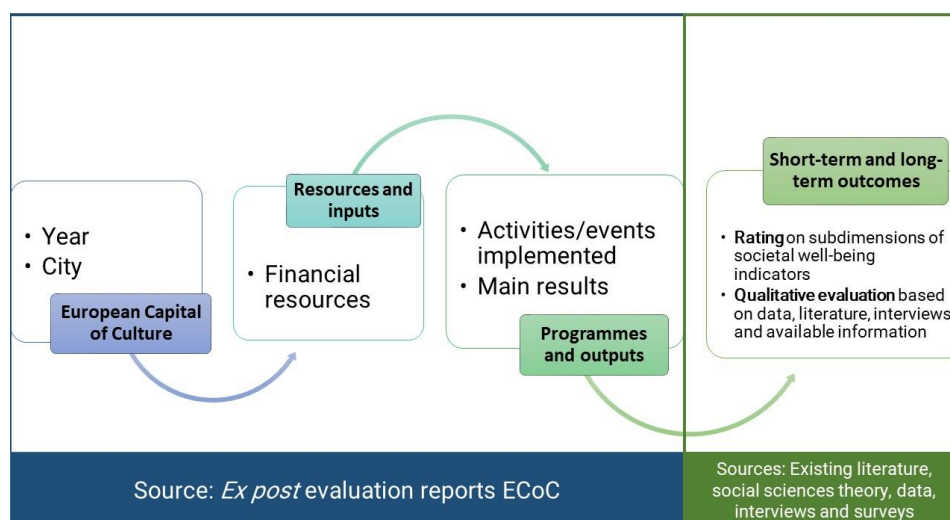 • Year
• City
European Capital
of Culture
Resources and
inputs
• Financial
resources
• Activities/events
implemented
• Main results
Programmes
and outputs
Short-term and long-
term outcomes
• Rating on subdimensions of
societal well-being
indicators
• Qualitative evaluation based
on data, literature, interviews
and available information
Source: Ex post evaluation reports ECoC
Sources: Existing literature,
social sciences theory, data,
interviews and surveys